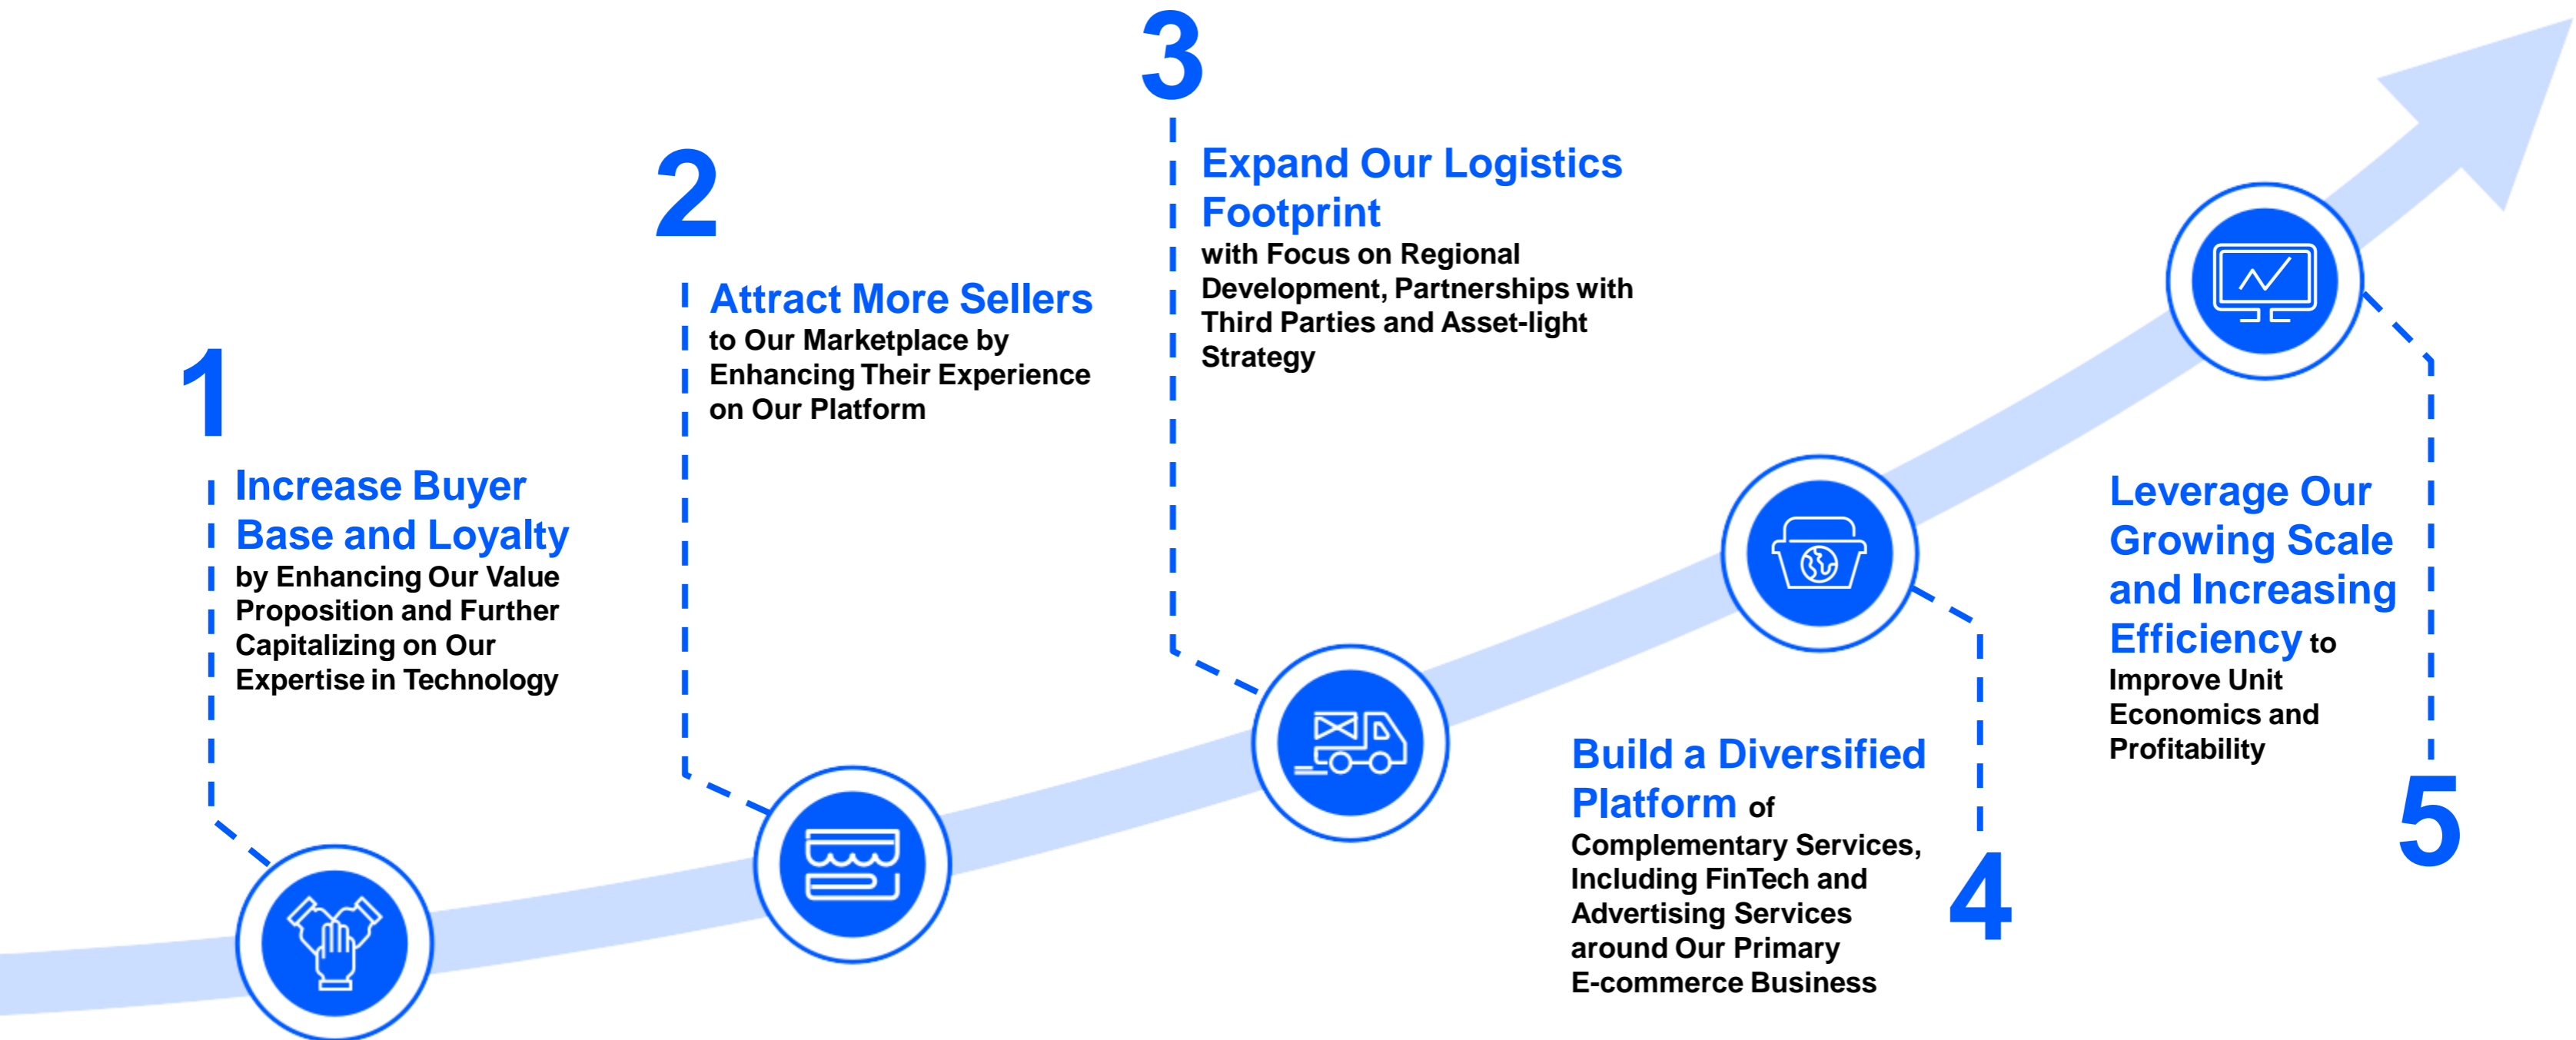 1
Increase Buyer
Base and Loyalty
by Enhancing Our Value
Proposition and Further
Capitalizing on Our
Expertise in Technology
2
Attract More Sellers
to Our Marketplace by
Enhancing Their Experience
on Our Platform
3
Expand Our Logistics
Footprint
with Focus on Regional
Development, Partnerships with
Third Parties and Asset-light
Strategy
Build a Diversified
Platform of
Complementary Services,
Including FinTech and
Advertising Services
around Our Primary
E-commerce Business
4
Leverage Our
Growing Scale
and Increasing
Efficiency to
Improve Unit
Economics and
Profitability
5